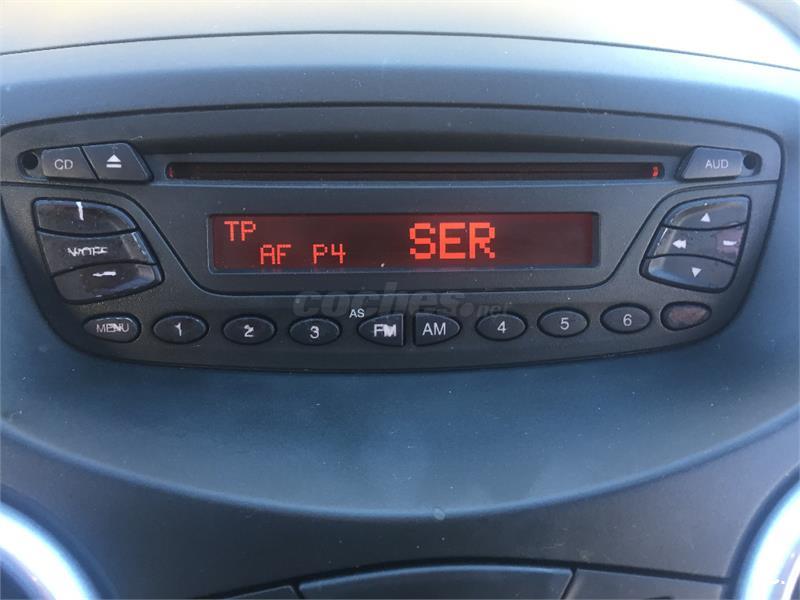 CD
AUD
TP
AF P4 SER
MENU 1 2 3 AS FM AM 4 5 6
coches.net